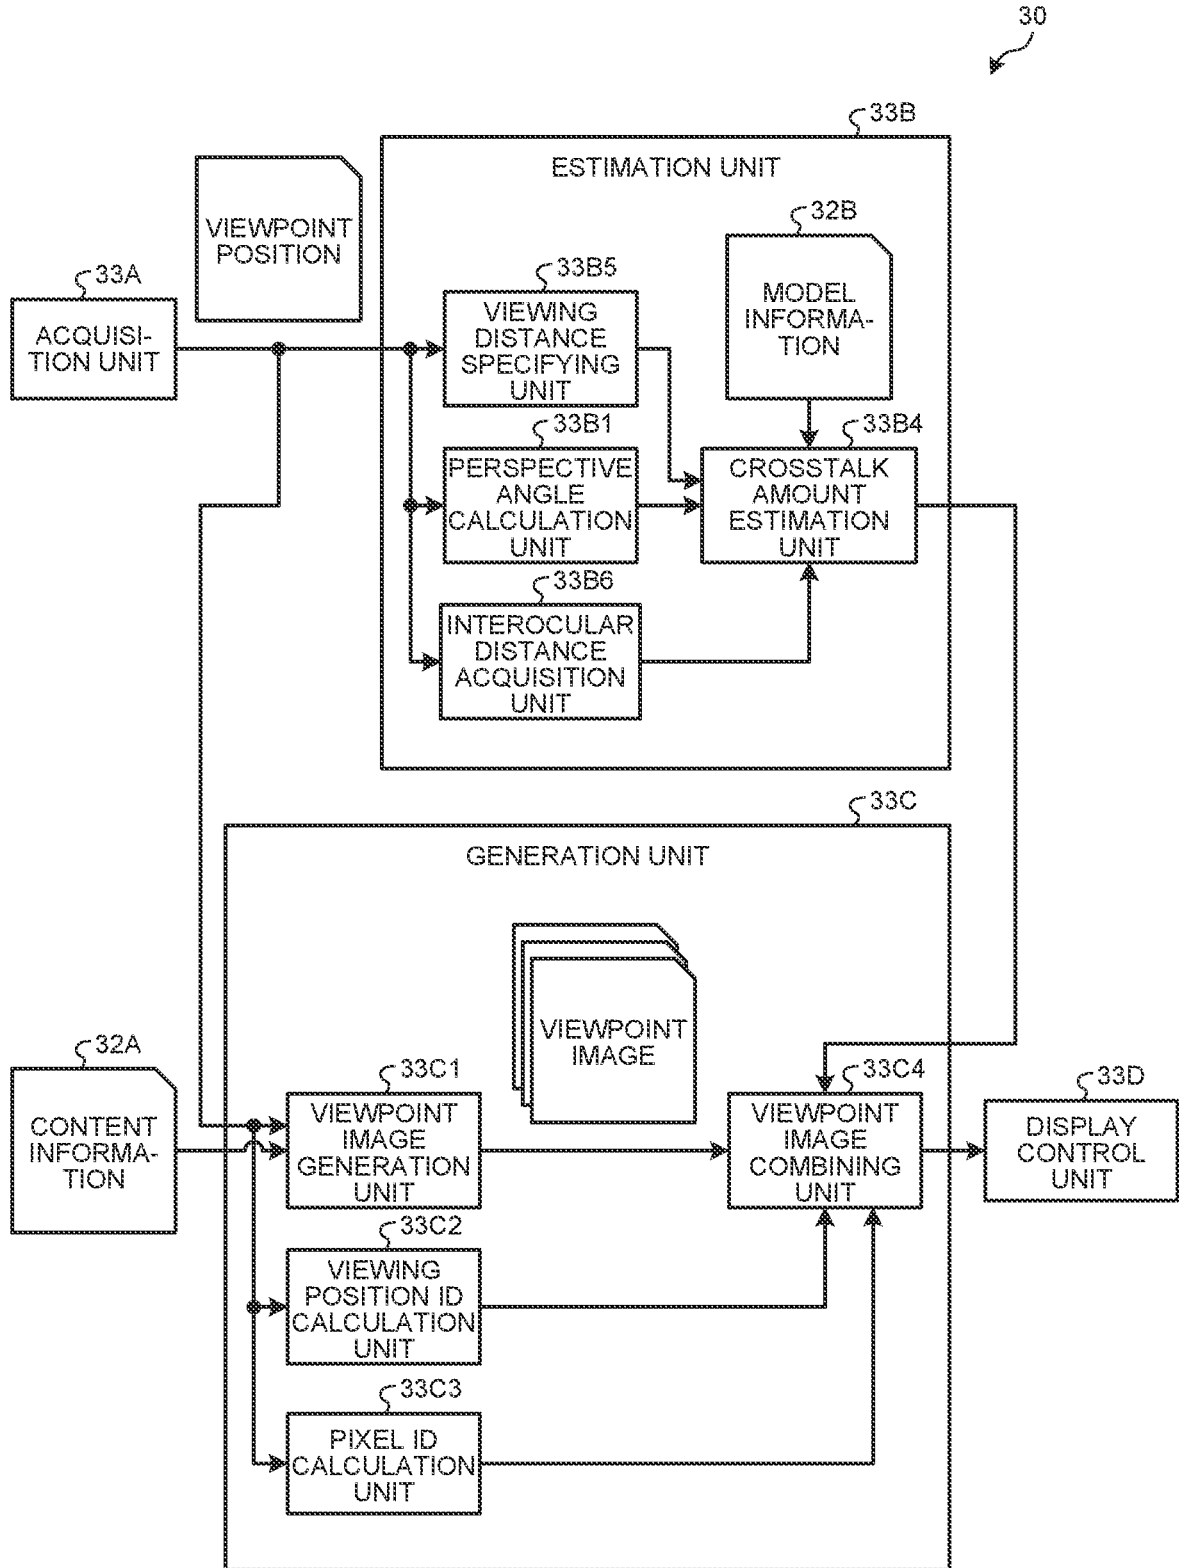 30
33B
ESTIMATION UNIT
VIEWPOINT
POSITION
32B
MODEL
INFORMA-
TION
33A
ACQUISI-
TION UNIT
33B5
VIEWING
DISTANCE
SPECIFYING
UNIT
33B1
PERSPECTIVE
ANGLE
CALCULATION
UNIT
33B4
CROSSTALK
AMOUNT
ESTIMATION
UNIT
33B6
INTEROCULAR
DISTANCE
ACQUISITION
UNIT
33C
GENERATION UNIT
VIEWPOINT
IMAGE
32A
CONTENT
INFORMA-
TION
33C1
VIEWPOINT
IMAGE
GENERATION
UNIT
33C4
VIEWPOINT
IMAGE
COMBINING
UNIT
33D
DISPLAY
CONTROL
UNIT
33C2
VIEWING
POSITION ID
CALCULATION
UNIT
33C3
PIXEL ID
CALCULATION
UNIT